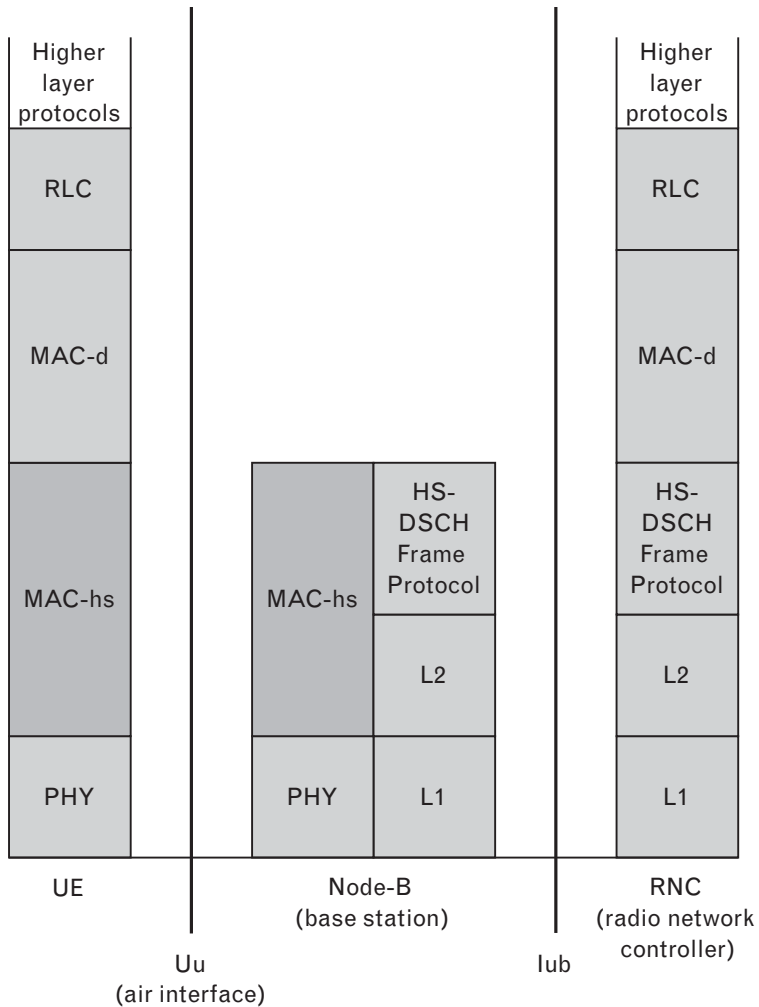 Higher
layer
protocols
RLC
MAC-d
MAC-hs
PHY
UE
Uu
(air interface)
MAC-hs
PHY
HS-
DSCH
Frame
Protocol
L2
L1
Node-B
(base station)
Iub
Higher
layer
protocols
RLC
MAC-d
HS-
DSCH
Frame
Protocol
L2
L1
RNC
(radio network
controller)